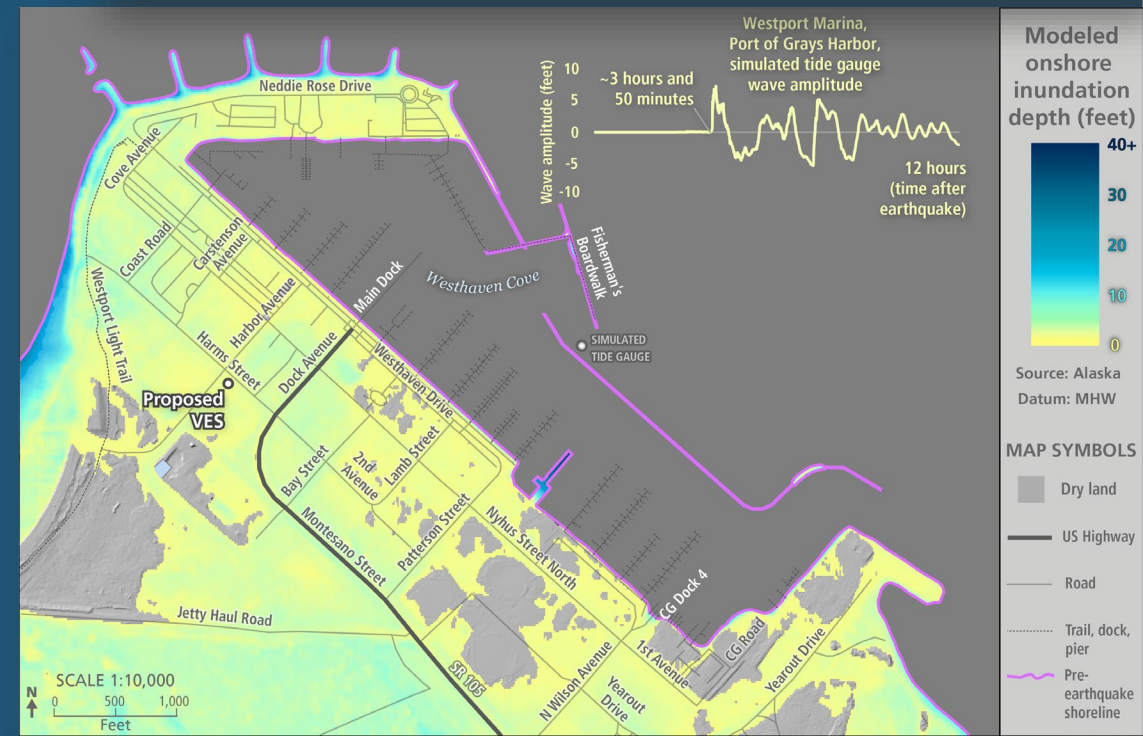 Westport Marina,
Port of Grays Harbor,
simulated tide gauge
wave amplitude
Wave amplitude (feet)
10
5
0
-5
-10
~3 hours and
50 minutes
12 hours
(time after
earthquake)
Neddie Rose Drive
Cove Avenue
Coast Road
Carstenson
Avenue
Harbor Avenue
Main Dock
Westhaven Cove
Fisherman's
Boardwalk
SIMULATED
TIDE GAUGE
Westport Light Trail
Harms Street
Dock Avenue
Westhaven Drive
Proposed
VES
Bay Street
2nd
Avenue
Lamb Street
Montesano Street
Patterson Street
Nyhus Street North
CG Dock 4
Jetty Haul Road
SR 105
N Wilson Avenue
1st Avenue
CG Road
Yearout Drive
Yearout
Drive
SCALE 1:10,000
N
0 500 1,000
Feet
Modeled
onshore
inundation
depth (feet)
40+
30
20
10
0
Source: Alaska
Datum: MHW
MAP SYMBOLS
Dry land
US Highway
Road
Trail, dock,
pier
Pre-
earthquake
shoreline